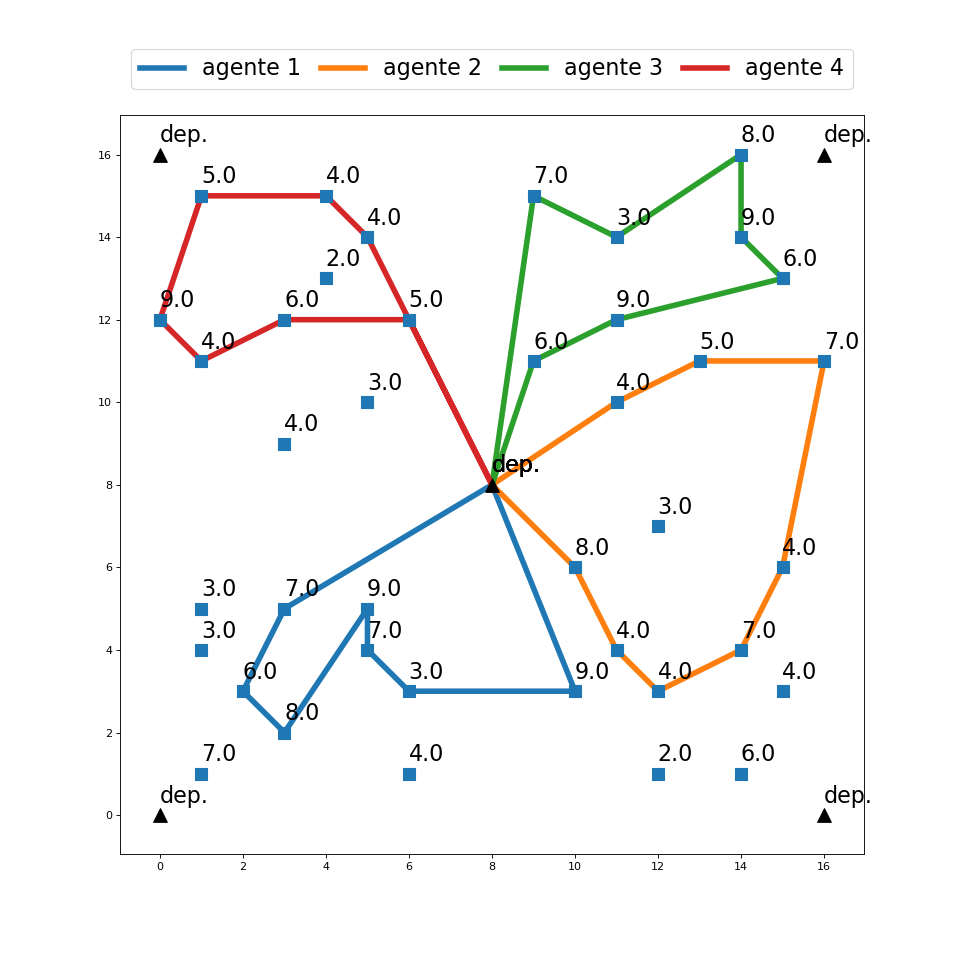 agente 1 agente 2 agente 3 agente 4
dep. 8.0 dep.
16
5.0 4.0 7.0
4.0 3.0 9.0
14
2.0 6.0
9.0 6.0 5.0 9.0
12
4.0 6.0 5.0 7.0
3.0 4.0
10
4.0
dep.
8
3.0
8.0 4.0
6
3.0 7.0 9.0
3.0 7.0 4.0 7.0
4
6.0 3.0 9.0 4.0 4.0
8.0
2
7.0 4.0 2.0 6.0
dep. dep.
0
0 2 4 6 8 10 12 14 16